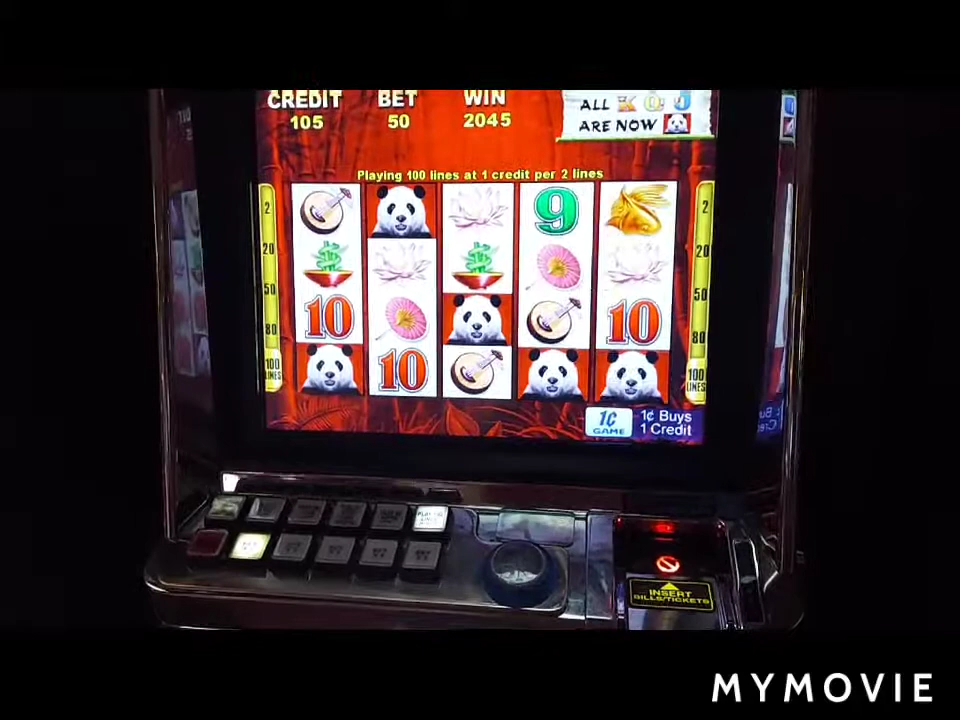 CREDIT BET WIN
105 50 2045
ALL K Q J
ARE NOW
Playing 100 lines at 1 credit per 2 lines
2 9 2
20 20
50 50
80 10 10 80
100 LINES 10 100 LINES
1¢ GAME
1¢ Buys
1 Credit
INSERT
BILLS/TICKETS
MYMOVIE